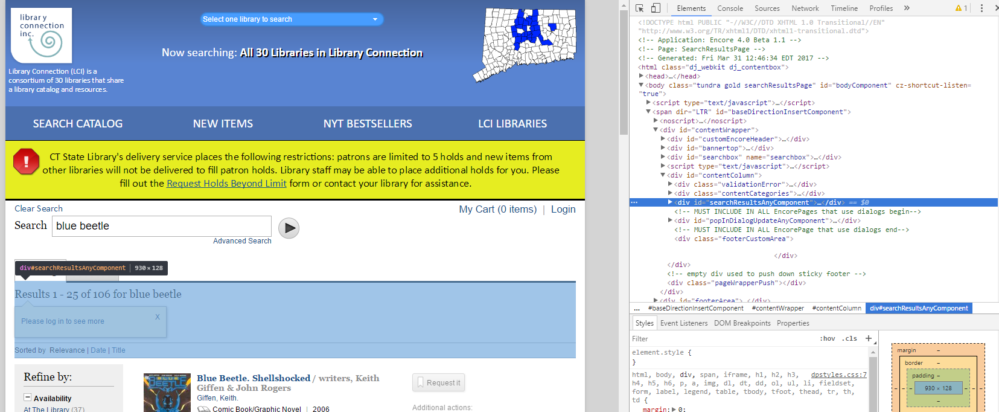 library
connection
inc.
Library Connection (LCI) is a
consortium of 30 libraries that share
a library catalog and resources.
Select one library to search
Now searching: All 30 Libraries in Library Connection
SEARCH CATALOG NEW ITEMS NYT BESTSELLERS LCI LIBRARIES
CT State Library's delivery service places the following restrictions: patrons are limited to 5 holds and new items from
other libraries will not be delivered to fill patron holds. Library staff may be able to place additional holds for you. Please
fill out the Request Holds Beyond Limit form or contact your library for assistance.
Clear Search
My Cart (0 items) | Login
Search blue beetle
Advanced Search
div#searchResultsAnyComponent | 930 × 128
Results 1 - 25 of 106 for blue beetle
Please log in to see more X
Sorted by Relevance | Date | Title
Refine by:
Availability
At The Library (37)
BEETLE
Blue Beetle. Shellshocked / writers, Keith
Giffen & John Rogers
Giffen, Keith.
Comic Book/Graphic Novel | 2006
Request it
Additional actions:
Elements Console Sources Network Timeline Profiles » 1
<!DOCTYPE html PUBLIC "-//W3C//DTD XHTML 1.0 Transitional//EN"
"http://www.w3.org/TR/xhtml1/DTD/xhtml1-transitional.dtd">
<!-- Application: Encore 4.0 Beta 1.1 -->
<!-- Page: SearchResultsPage -->
<!-- Generated: Fri Mar 31 12:46:34 EDT 2017 -->
<html class="dj_webkit dj_contentbox">
<head>…</head>
<body class="tundra gold searchResultsPage" id="bodyComponent" cz-shortcut-listen=
"true">
<script type="text/javascript">…</script>
<span dir="LTR" id="baseDirectionInsertComponent">
<noscript>…</noscript>
<div id="contentWrapper">
<div id="customEncoreHeader">…</div>
<div id="bannertop">…</div>
<div id="searchbox" name="searchbox">…</div>
<script type="text/javascript">…</script>
<div id="contentColumn">
<div class="validationError">…</div>
<div class="contentCategories">…</div>
<div id="searchResultsAnyComponent">…</div> == $0
<!-- MUST INCLUDE IN ALL EncorePages that use dialogs begin-->
<div id="popInDialogUpdateAnyComponent">…</div>
<!-- MUST INCLUDE IN ALL EncorePage that use dialogs end-->
<div class="footerCustomArea">
</div>
</div>
<!-- empty div used to push down sticky footer -->
<div class="pageWrapperPush"></div>
</div>
<div id="footerArea">…</div>
... #baseDirectionInsertComponent #contentWrapper #contentColumn div#searchResultsAnyComponent
Styles Event Listeners DOM Breakpoints Properties
Filter :hov .cls +
element.style {
}
html, body, div, span, iframe, h1, h2, h3, dpstyles.css:7
h4, h5, h6, p, a, img, dl, dt, dd, ol, ul, li, fieldset,
form, label, legend, table, tbody, tfoot, thead, tr, th,
td {
margin: 0;
margin –
border –
padding –
930 × 128
–